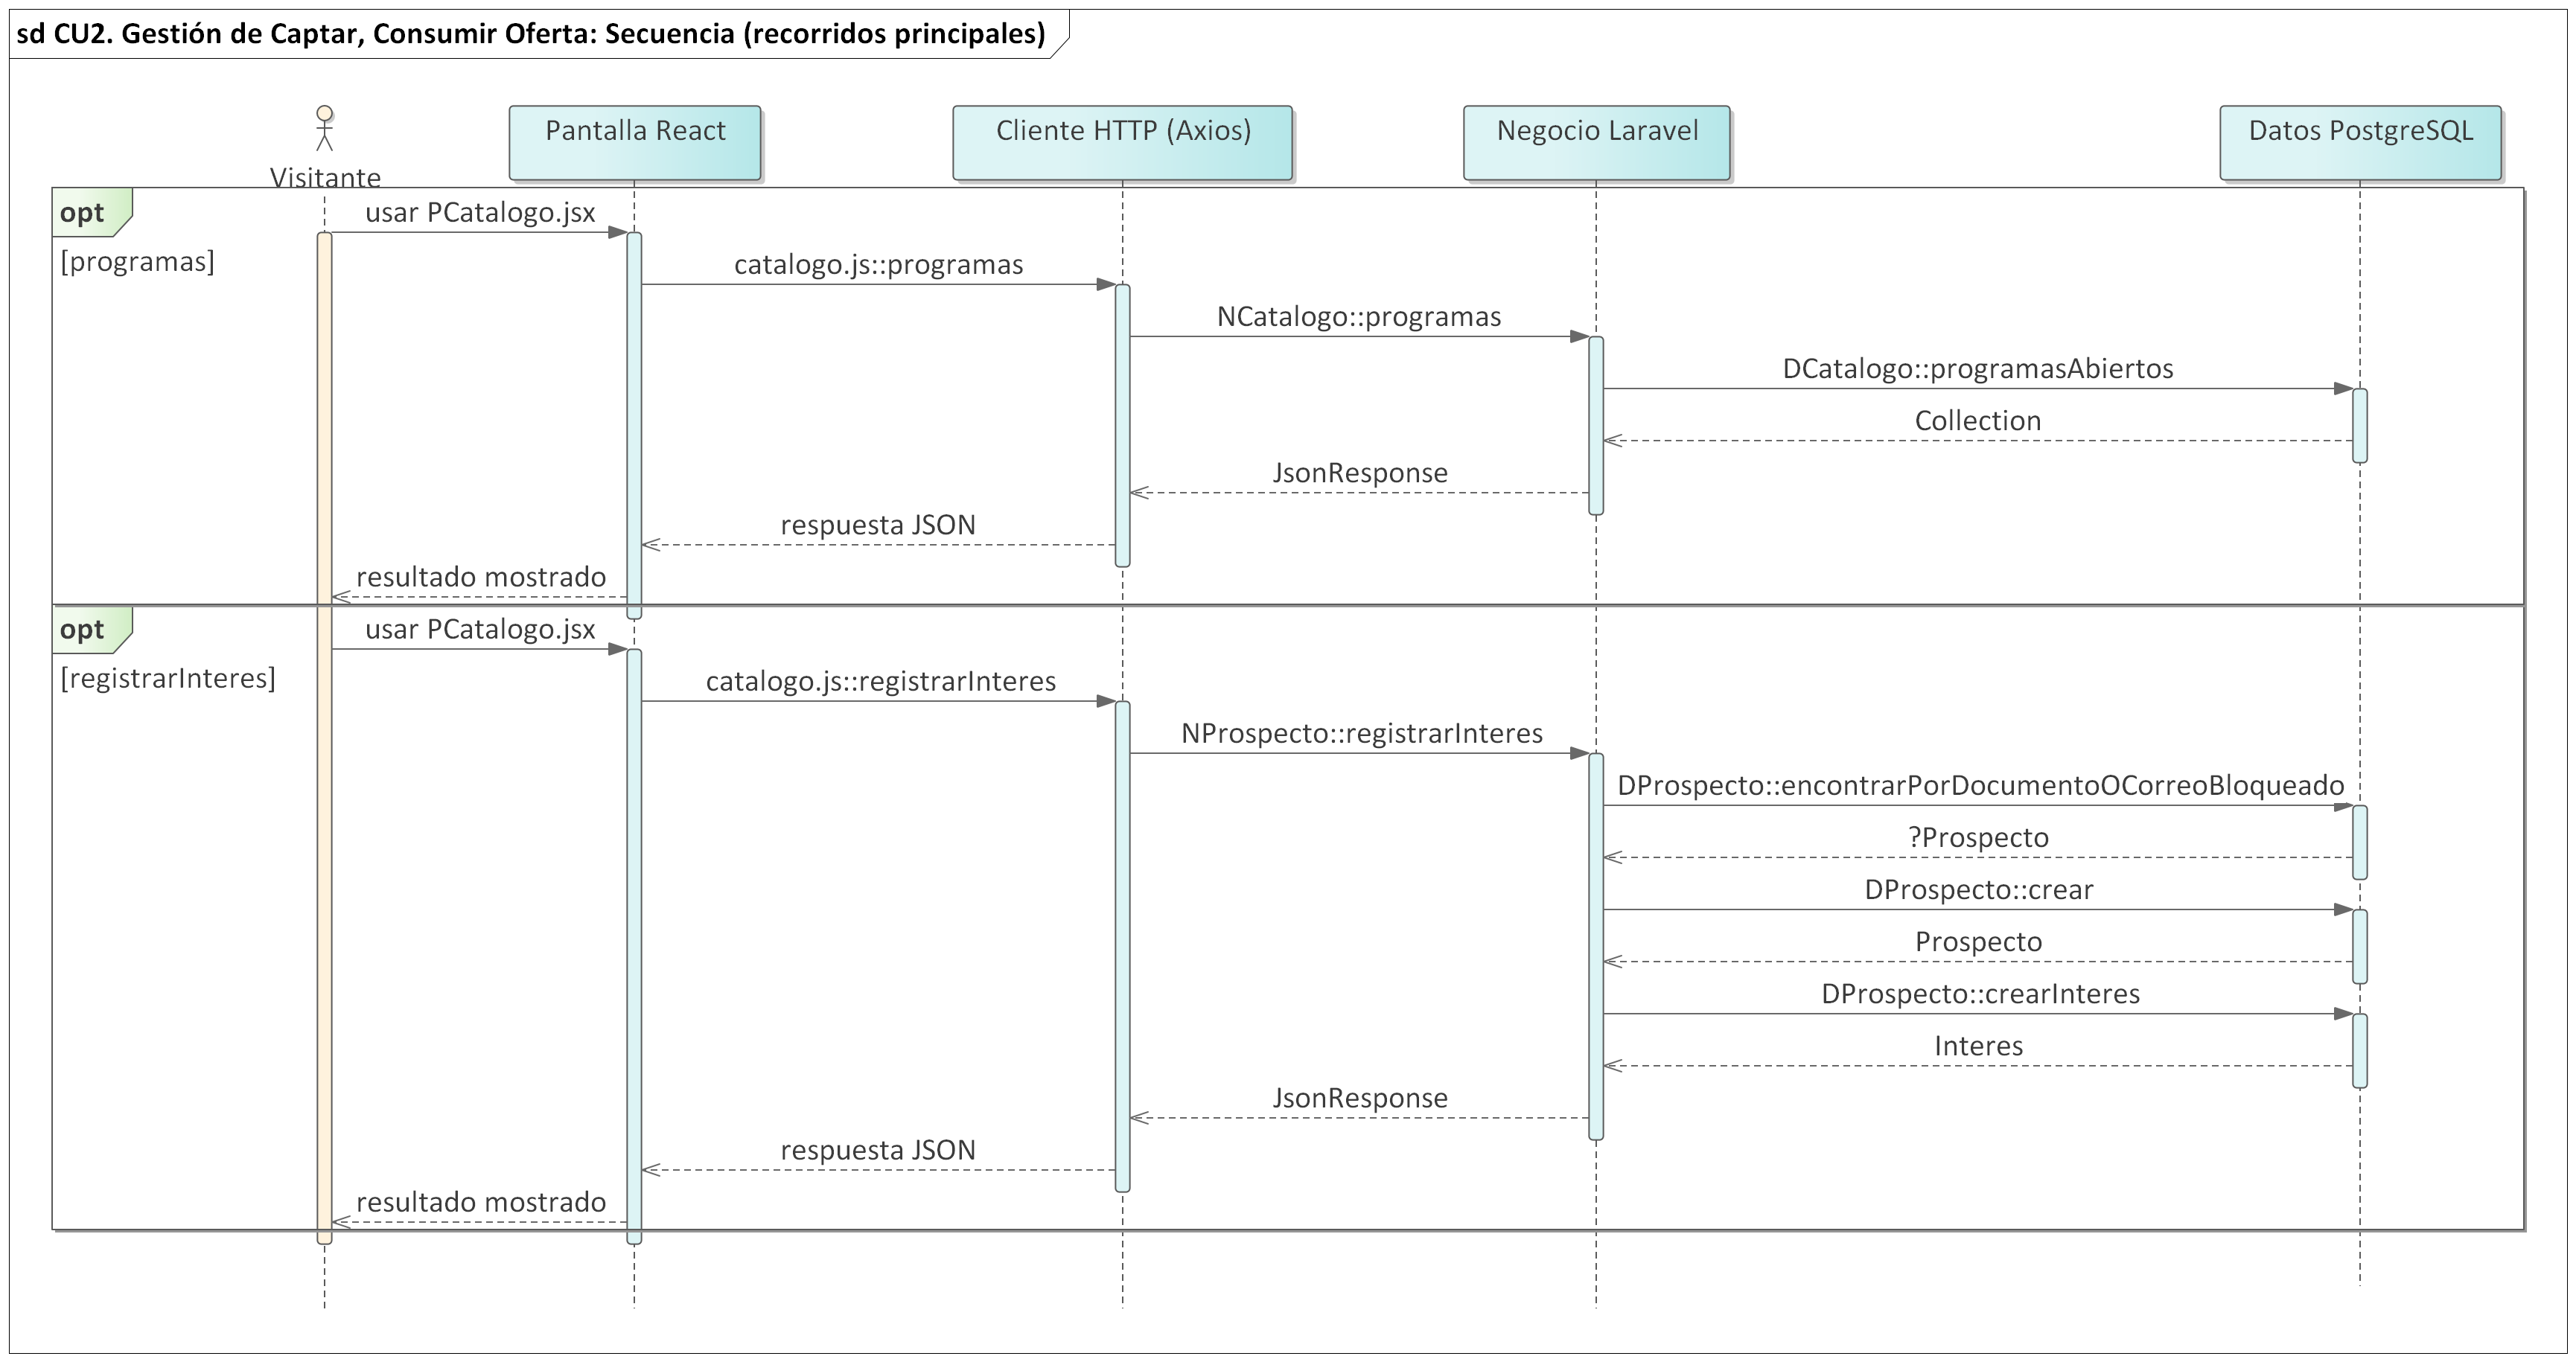 sd CU2. Gestión de Captar, Consumir Oferta: Secuencia (recorridos principales)
Visitante
Pantalla React
Cliente HTTP (Axios)
Negocio Laravel
Datos PostgreSQL
opt
[programas]
usar PCatalogo.jsx
catalogo.js::programas
NCatalogo::programas
DCatalogo::programasAbiertos
Collection
JsonResponse
respuesta JSON
resultado mostrado
opt
[registrarInteres]
usar PCatalogo.jsx
catalogo.js::registrarInteres
NProspecto::registrarInteres
DProspecto::encontrarPorDocumentoOCorreoBloqueado
?Prospecto
DProspecto::crear
Prospecto
DProspecto::crearInteres
Interes
JsonResponse
respuesta JSON
resultado mostrado